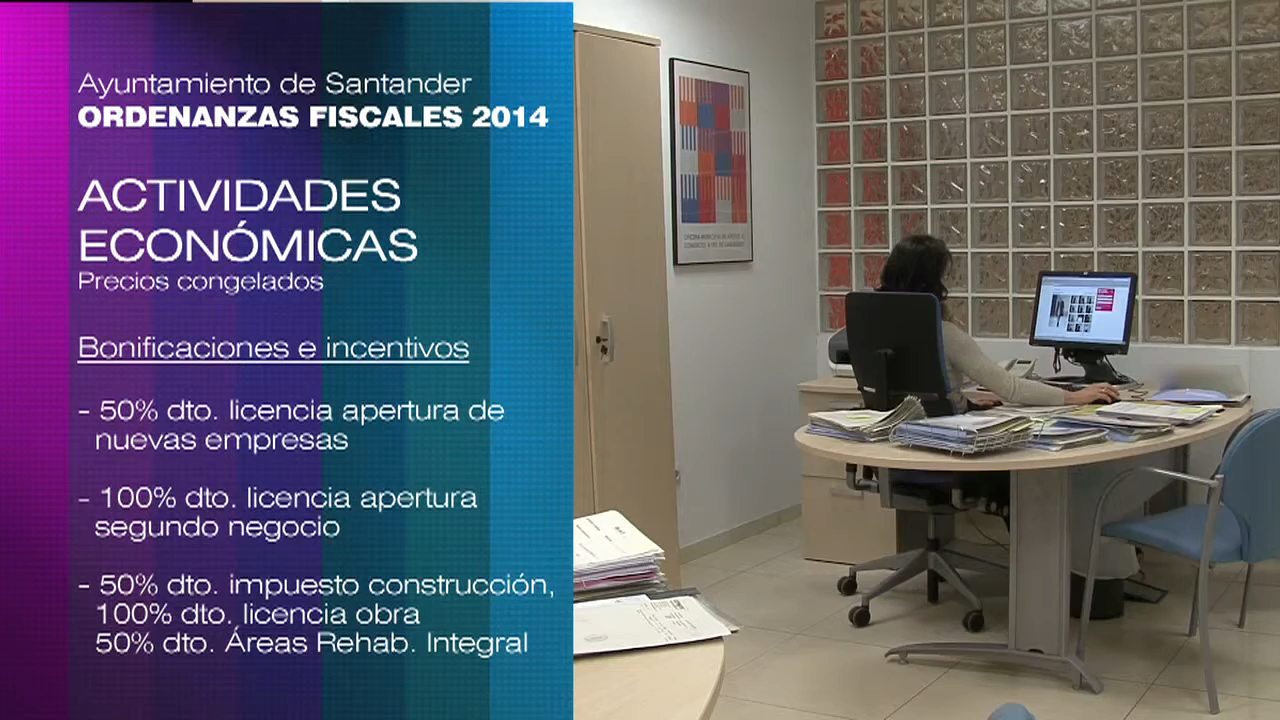 Ayuntamiento de Santander
ORDENANZAS FISCALES 2014
ACTIVIDADES
ECONÓMICAS
Precios congelados
Bonificaciones e incentivos
- 50% dto. licencia apertura de
nuevas empresas
- 100% dto. licencia apertura
segundo negocio
- 50% dto. impuesto construcción,
100% dto. licencia obra
50% dto. Áreas Rehab. Integral